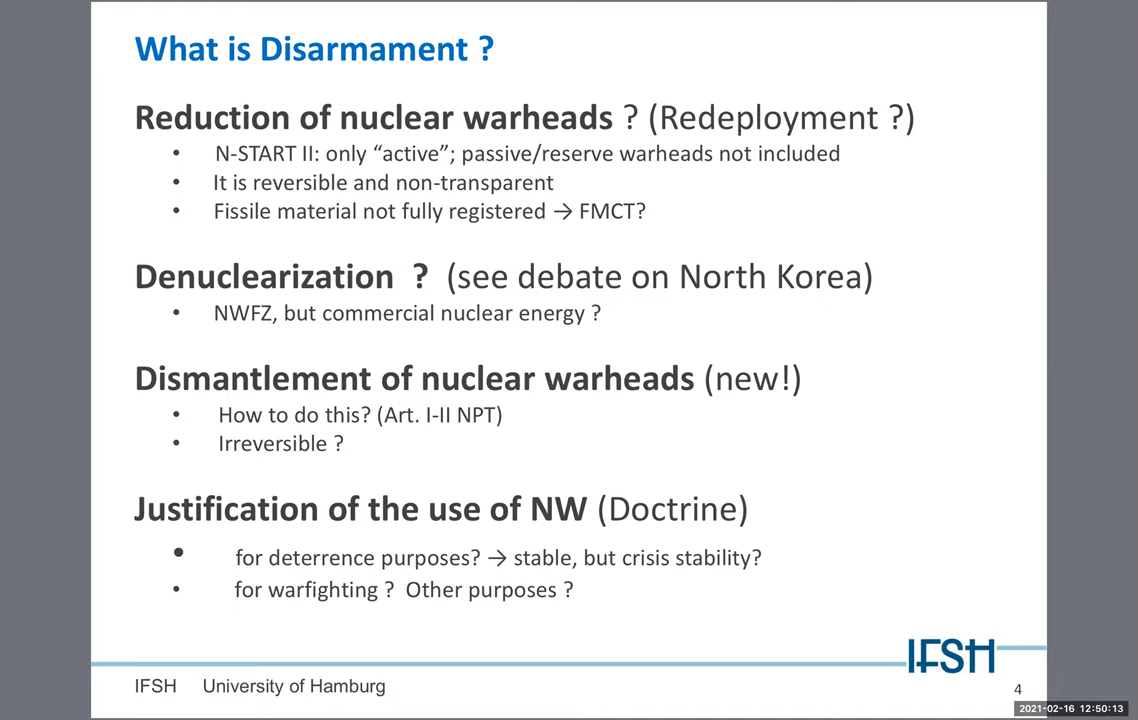 What is Disarmament ?
Reduction of nuclear warheads ? (Redeployment ?)
• N-START II: only “active”; passive/reserve warheads not included
• It is reversible and non-transparent
• Fissile material not fully registered → FMCT?
Denuclearization ? (see debate on North Korea)
• NWFZ, but commercial nuclear energy ?
Dismantlement of nuclear warheads (new!)
• How to do this? (Art. I-II NPT)
• Irreversible ?
Justification of the use of NW (Doctrine)
• for deterrence purposes? → stable, but crisis stability?
• for warfighting ? Other purposes ?
IFSH
IFSH University of Hamburg
4
2021-02-16 12:50:13